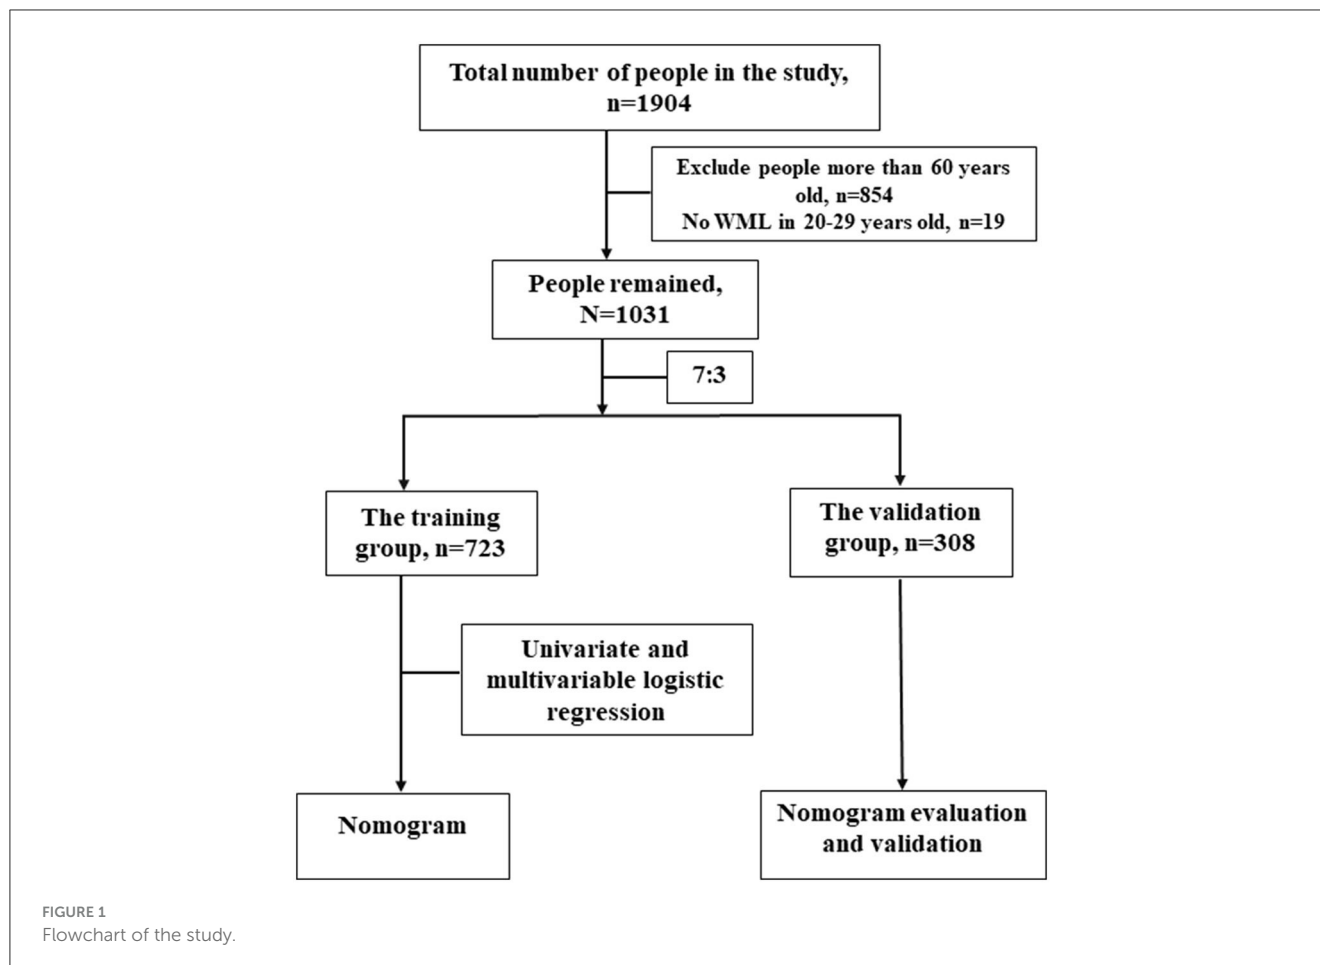 Total number of people in the study,
n=1904
Exclude people more than 60 years
old, n=854
No WML in 20-29 years old, n=19
People remained,
N=1031
7:3
The training
group, n=723
The validation
group, n=308
Univariate and
multivariable logistic
regression
Nomogram
Nomogram evaluation
and validation
FIGURE 1
Flowchart of the study.